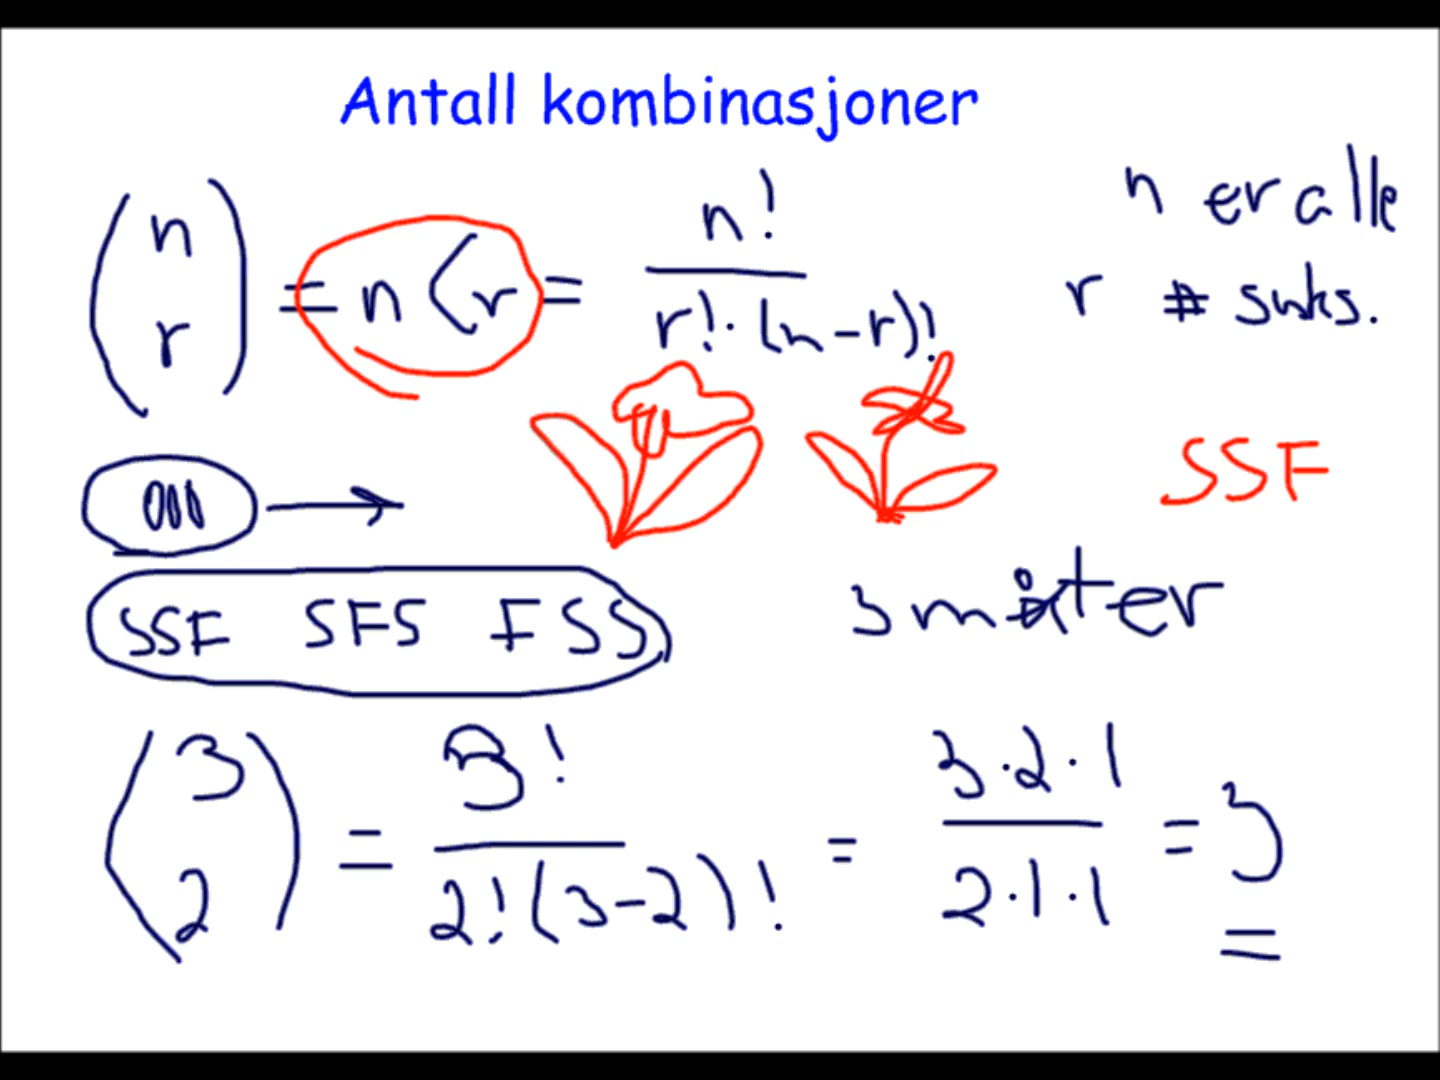 Antall kombinasjoner
(n r) = nCr = n! / r!·(n-r)!
n er alle
r # suks.
SSF
SSF SFS FSS
3 måter
(3 2) = 3! / 2!(3-2)! = 3·2·1 / 2·1·1 = 3